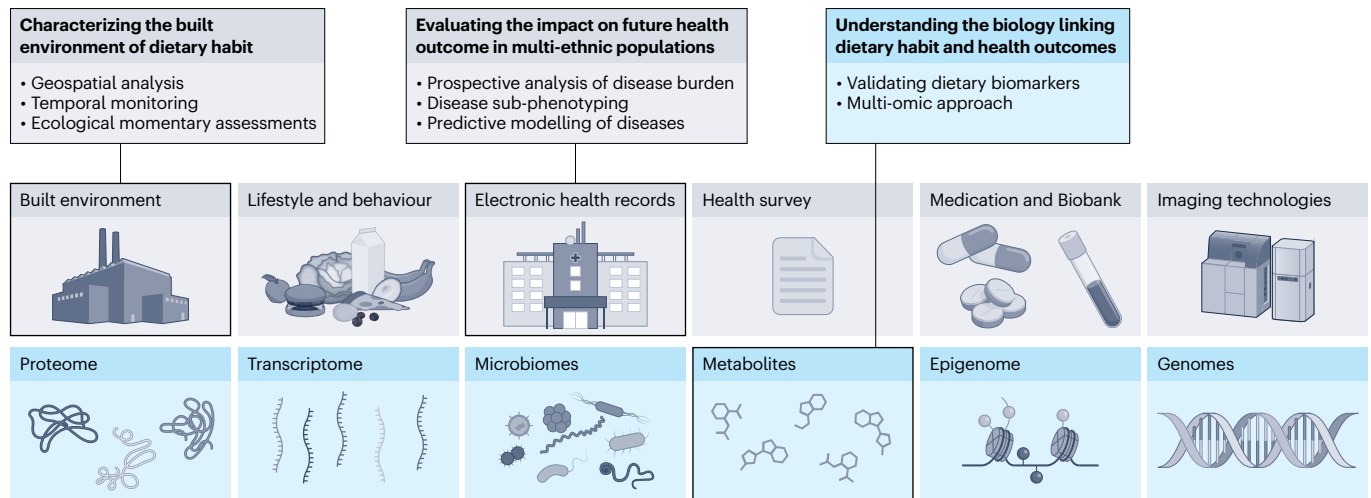 Characterizing the built
environment of dietary habit
• Geospatial analysis
• Temporal monitoring
• Ecological momentary assessments
Evaluating the impact on future health
outcome in multi-ethnic populations
• Prospective analysis of disease burden
• Disease sub-phenotyping
• Predictive modelling of diseases
Understanding the biology linking
dietary habit and health outcomes
• Validating dietary biomarkers
• Multi-omic approach
Built environment
Lifestyle and behaviour
Electronic health records
Health survey
Medication and Biobank
Imaging technologies
Proteome
Transcriptome
Microbiomes
Metabolites
Epigenome
Genomes